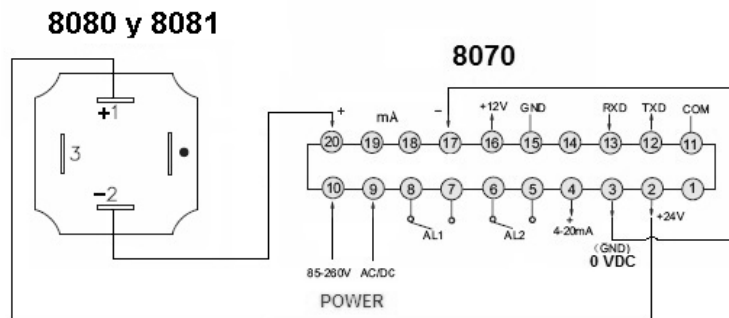 8080 y 8081
8070
+1
3
-2
+ mA - +12V GND RXD TXD COM
20 19 18 17 16 15 14 13 12 11
10 9 8 7 6 5 4 3 2 1
AL1 AL2 + 4-20mA +24V
(GND)
0 VDC
85-260V AC/DC
POWER